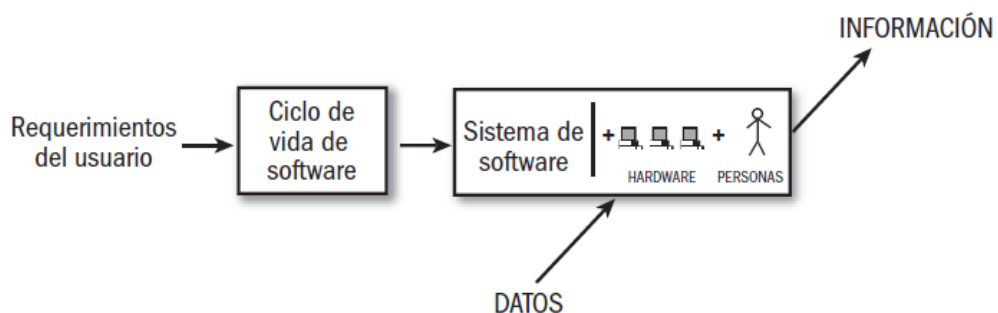 INFORMACIÓN
Requerimientos
del usuario
Ciclo de
vida de
software
Sistema de
software
+ +
HARDWARE PERSONAS
DATOS